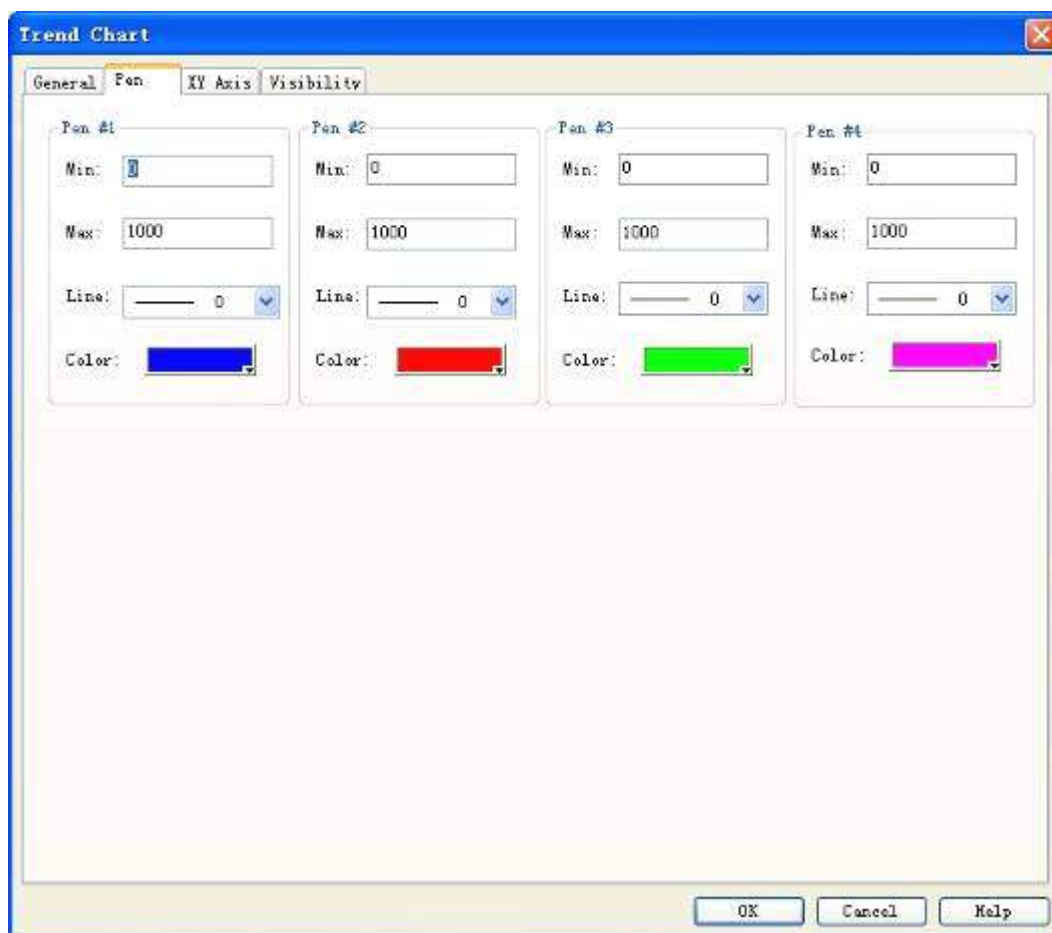 Trend Chart
General Pen XY Axis Visibility
Pen #1 Pen #2 Pen #3 Pen #4
Min: 0 Min: 0 Min: 0 Min: 0
Max: 1000 Max: 1000 Max: 1000 Max: 1000
Line: 0 Line: 0 Line: 0 Line: 0
Color: Color: Color: Color:
OK Cancel Help